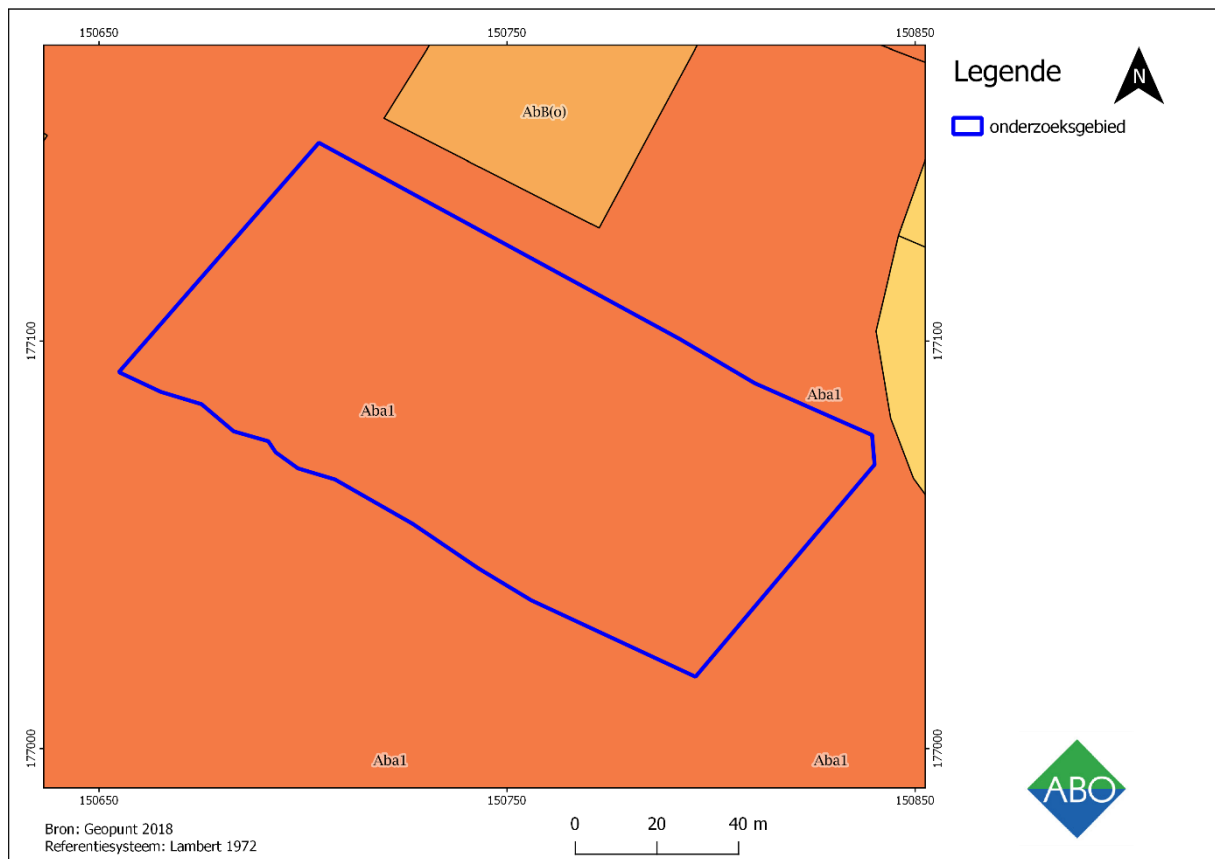 150650 150750 150850
Legende
N
onderzoeksgebied
AbB(o)
177100 177100
Aba1
Aba1
177000 177000
Aba1 Aba1
150650 150750 150850
ABO
Bron: Geopunt 2018
Referentiesysteem: Lambert 1972
0 20 40 m